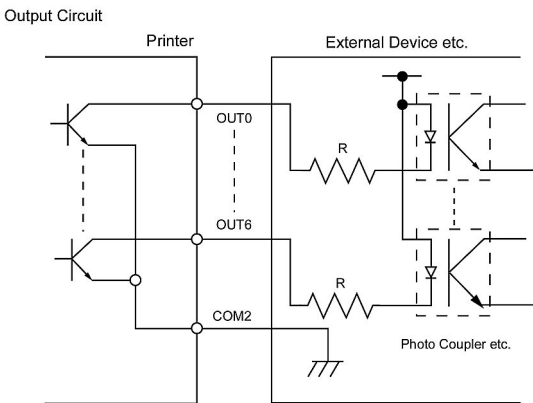 Output Circuit
Printer
External Device etc.
OUT0
R
OUT6
R
COM2
Photo Coupler etc.